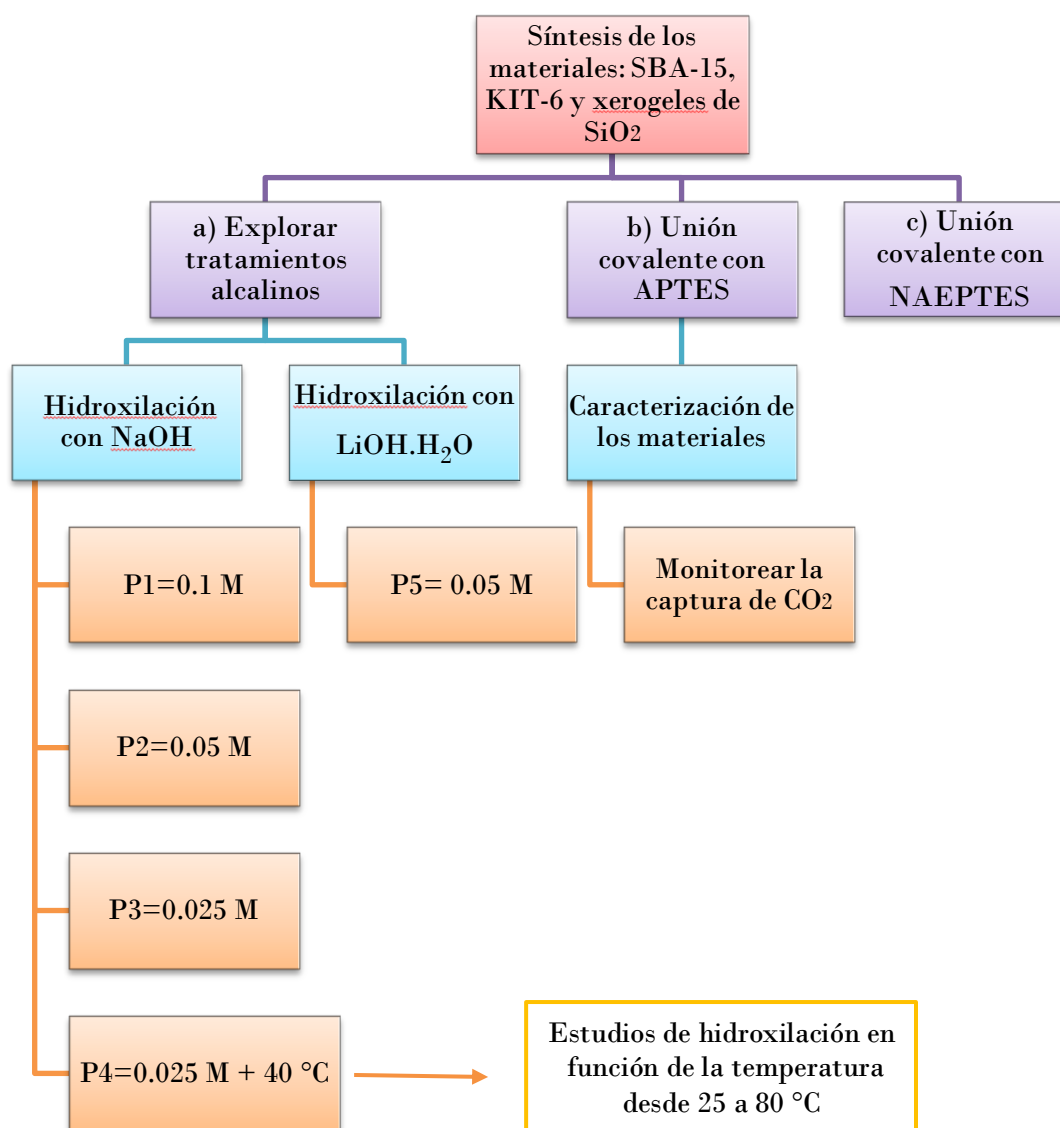 Síntesis de los
materiales: SBA-15,
KIT-6 y xerogeles de
SiO2
a) Explorar
tratamientos
alcalinos
b) Unión
covalente con
APTES
c) Unión
covalente con
NAEPTES
Hidroxilación
con NaOH
Hidroxilación con
LiOH.H₂O
Caracterización de
los materiales
P1=0.1 M
P5= 0.05 M
Monitorear la
captura de CO2
P2=0.05 M
P3=0.025 M
P4=0.025 M + 40 °C
Estudios de hidroxilación en
función de la temperatura
desde 25 a 80 °C